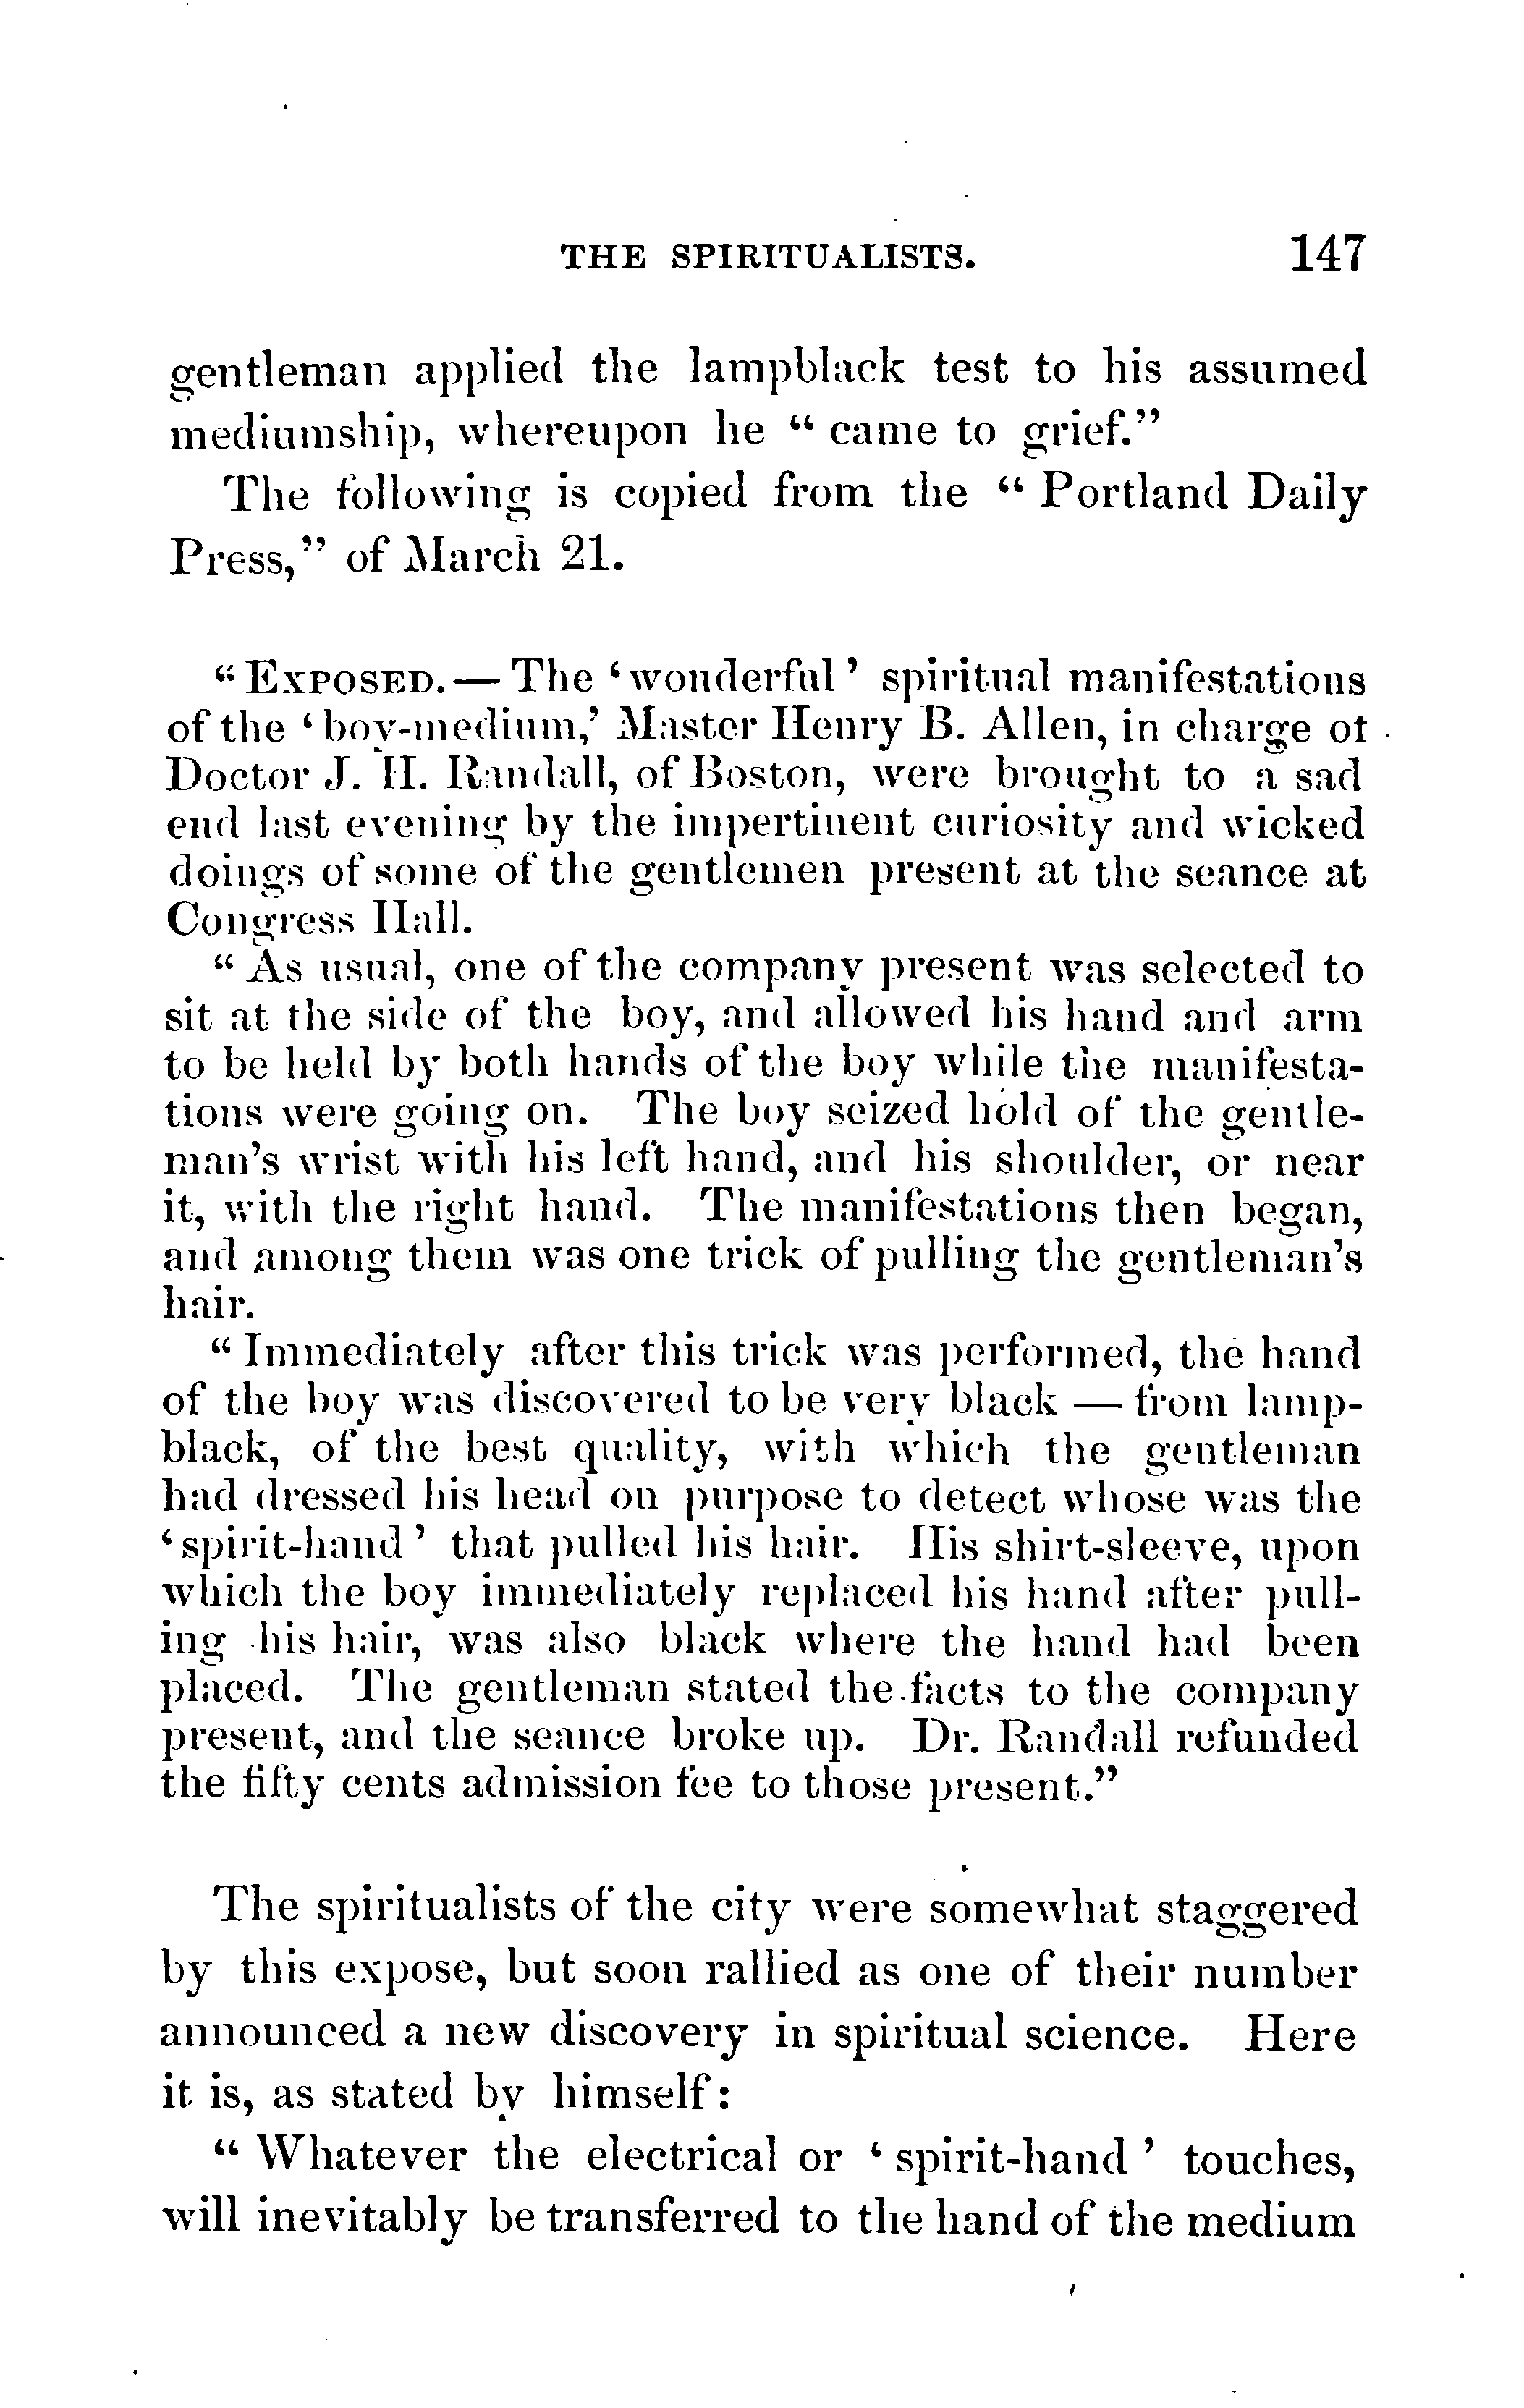 THE SPIRITUALISTS. 147
gentleman applied the lampblack test to his assumed
mediumship, whereupon he “ came to grief.”
The following is copied from the “ Portland Daily
Press,” of March 21.
“ EXPOSED. — The ‘ wonderful ’ spiritual manifestations
of the ‘ boy-medium,’ Master Henry B. Allen, in charge of
Doctor J. H. Randall, of Boston, were brought to a sad
end last evening by the impertinent curiosity and wicked
doings of some of the gentlemen present at the seance at
Congress Hall.
“ As usual, one of the company present was selected to
sit at the side of the boy, and allowed his hand and arm
to be held by both hands of the boy while the manifesta-
tions were going on. The boy seized hold of the gentle-
man’s wrist with his left hand, and his shoulder, or near
it, with the right hand. The manifestations then began,
and among them was one trick of pulling the gentleman’s
hair.
“ Immediately after this trick was performed, the hand
of the boy was discovered to be very black — from lamp-
black, of the best quality, with which the gentleman
had dressed his head on purpose to detect whose was the
‘ spirit-hand ’ that pulled his hair. His shirt-sleeve, upon
which the boy immediately replaced his hand after pull-
ing his hair, was also black where the hand had been
placed. The gentleman stated the facts to the company
present, and the seance broke up. Dr. Randall refunded
the fifty cents admission fee to those present.”
The spiritualists of the city were somewhat staggered
by this expose, but soon rallied as one of their number
announced a new discovery in spiritual science. Here
it is, as stated by himself:
“ Whatever the electrical or ‘ spirit-hand ’ touches,
will inevitably be transferred to the hand of the medium